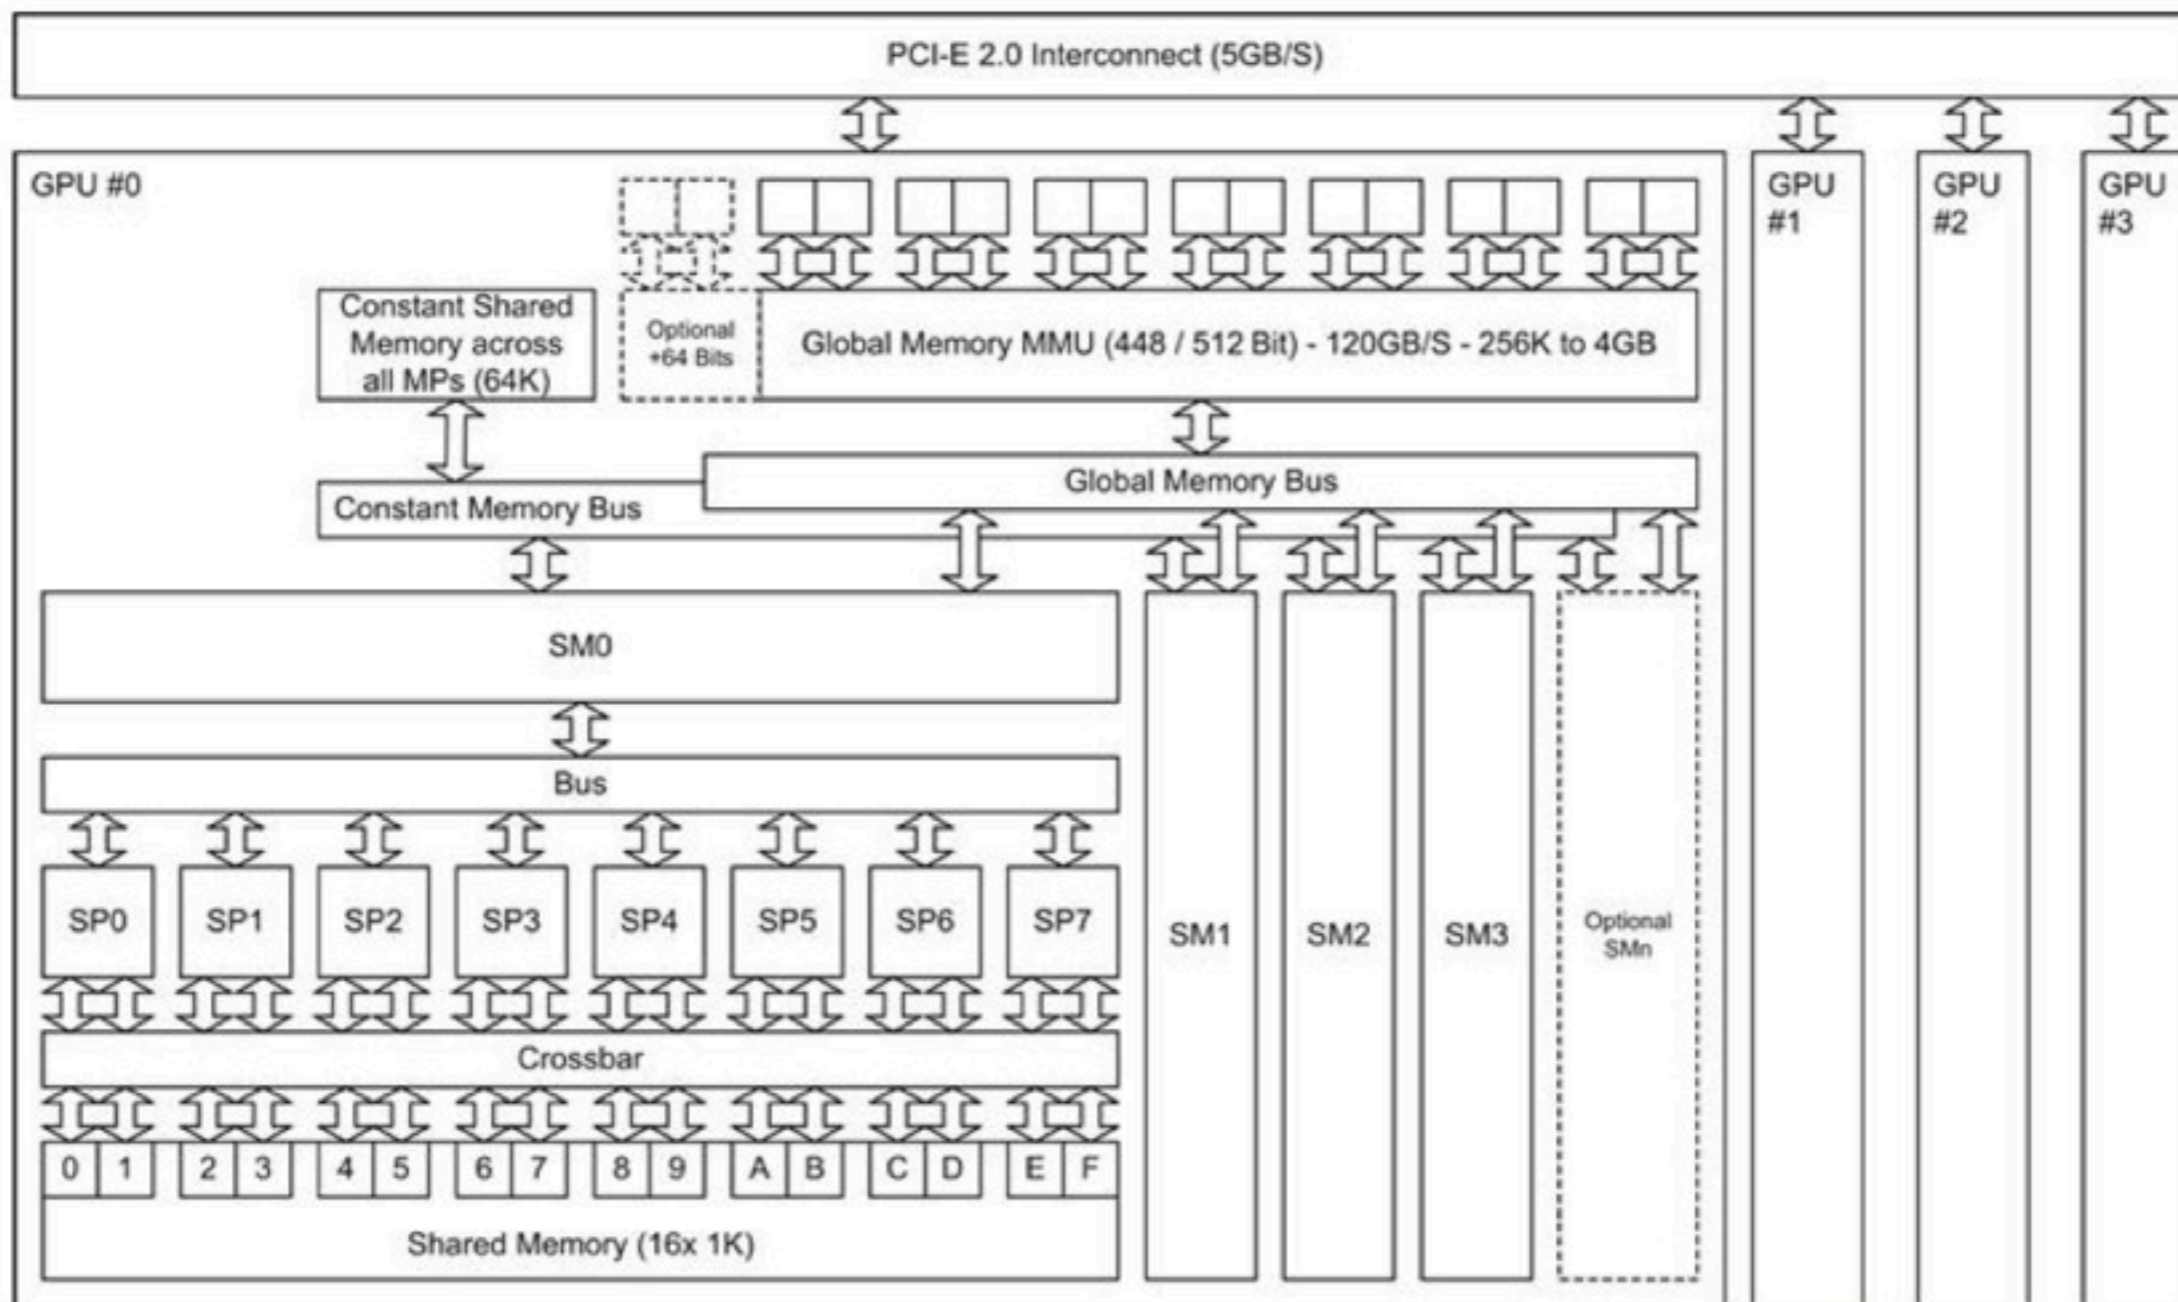 PCI-E 2.0 Interconnect (5GB/S)
GPU #0
GPU
#1
GPU
#2
GPU
#3
Constant Shared
Memory across
all MPs (64K)
Optional
+64 Bits
Global Memory MMU (448 / 512 Bit) - 120GB/S - 256K to 4GB
Global Memory Bus
Constant Memory Bus
SM0
Bus
SP0 SP1 SP2 SP3 SP4 SP5 SP6 SP7
SM1
SM2
SM3
Optional
SMn
Crossbar
0 1 2 3 4 5 6 7 8 9 A B C D E F
Shared Memory (16x 1K)